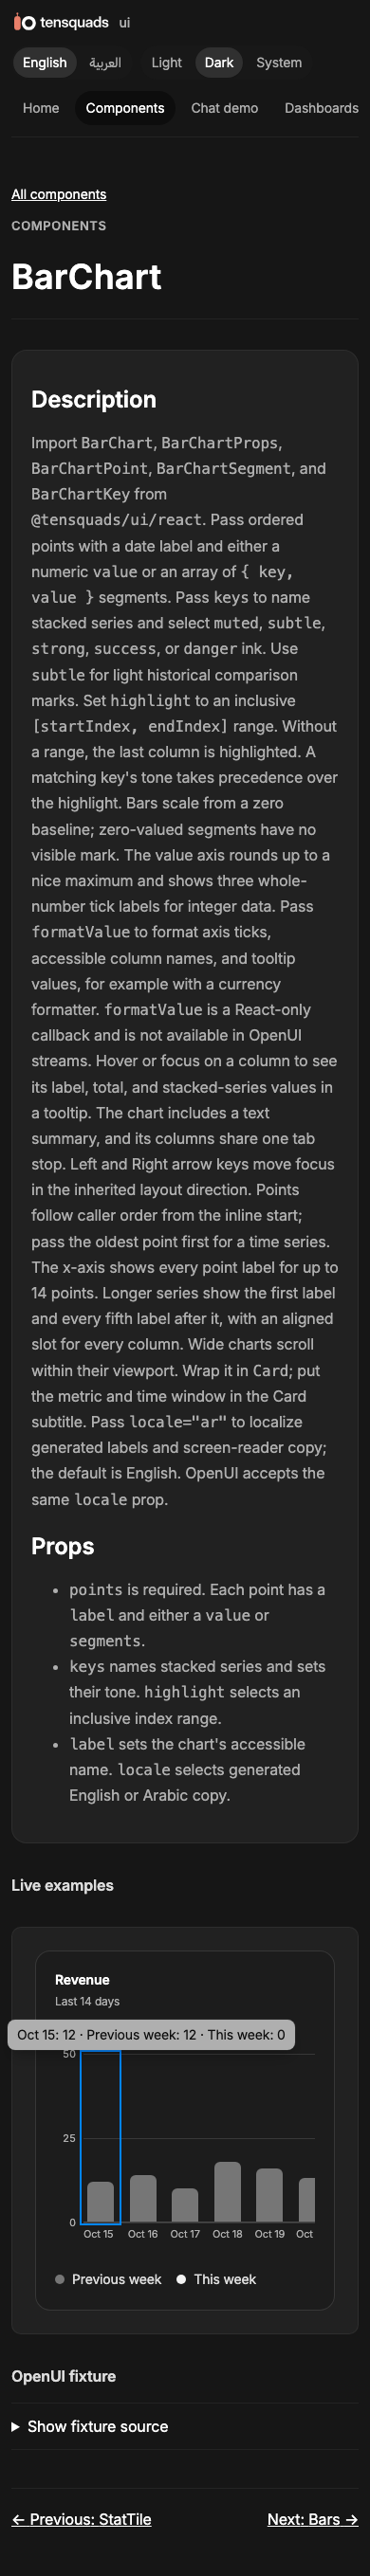 tensquads ui
English العربية Light Dark System
Home Components Chat demo Dashboards
All components
COMPONENTS
BarChart
Description
Import BarChart, BarChartProps,
BarChartPoint, BarChartSegment, and
BarChartKey from
@tensquads/ui/react. Pass ordered
points with a date label and either a
numeric value or an array of { key,
value } segments. Pass keys to name
stacked series and select muted, subtle,
strong, success, or danger ink. Use
subtle for light historical comparison
marks. Set highlight to an inclusive
[startIndex, endIndex] range. Without
a range, the last column is highlighted. A
matching key's tone takes precedence over
the highlight. Bars scale from a zero
baseline; zero-valued segments have no
visible mark. The value axis rounds up to a
nice maximum and shows three whole-
number tick labels for integer data. Pass
formatValue to format axis ticks,
accessible column names, and tooltip
values, for example with a currency
formatter. formatValue is a React-only
callback and is not available in OpenUI
streams. Hover or focus on a column to see
its label, total, and stacked-series values in
a tooltip. The chart includes a text
summary, and its columns share one tab
stop. Left and Right arrow keys move focus
in the inherited layout direction. Points
follow caller order from the inline start;
pass the oldest point first for a time series.
The x-axis shows every point label for up to
14 points. Longer series show the first label
and every fifth label after it, with an aligned
slot for every column. Wide charts scroll
within their viewport. Wrap it in Card; put
the metric and time window in the Card
subtitle. Pass locale="ar" to localize
generated labels and screen-reader copy;
the default is English. OpenUI accepts the
same locale prop.
Props
• points is required. Each point has a
label and either a value or
segments.
• keys names stacked series and sets
their tone. highlight selects an
inclusive index range.
• label sets the chart's accessible
name. locale selects generated
English or Arabic copy.
Live examples
Revenue
Last 14 days
Oct 15: 12 · Previous week: 12 · This week: 0
50
25
0
Oct 15 Oct 16 Oct 17 Oct 18 Oct 19 Oct
Previous week This week
OpenUI fixture
Show fixture source
← Previous: StatTile Next: Bars →